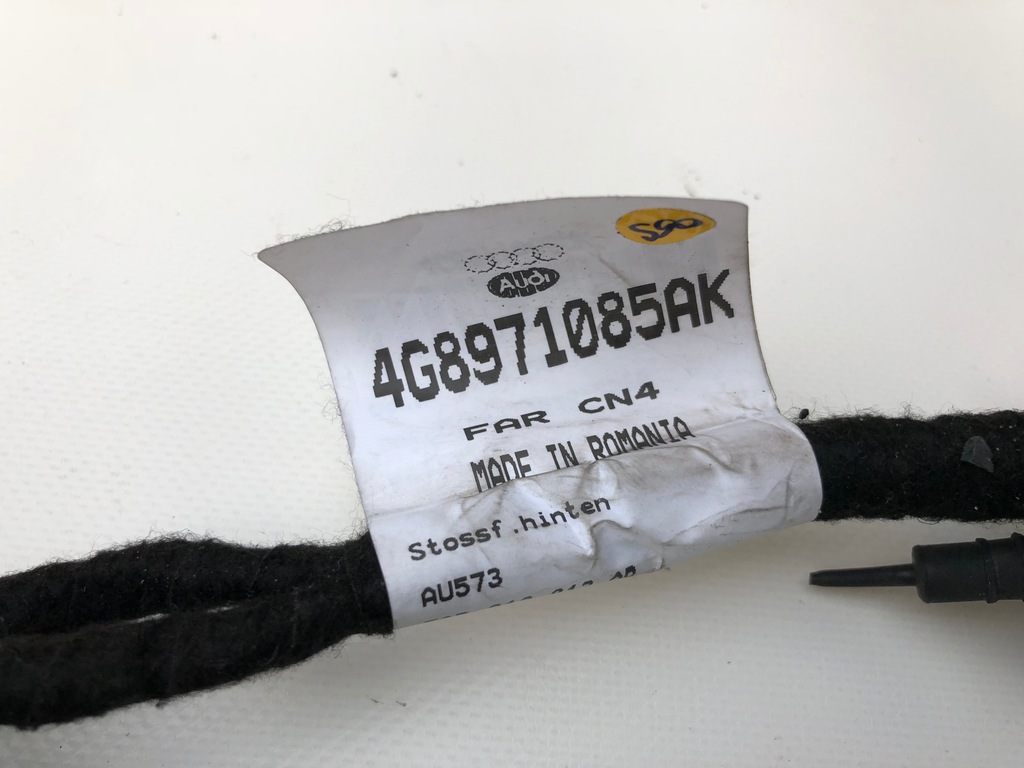 S90
Audi
4G8971085AK
FAR CN4
MADE IN ROMANIA
Stossf.hinten
AU573